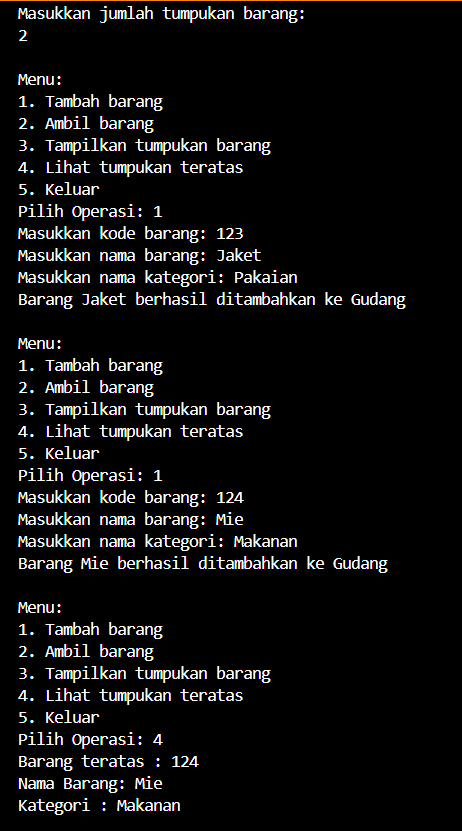 Masukkan jumlah tumpukan barang:
2
Menu:
1. Tambah barang
2. Ambil barang
3. Tampilkan tumpukan barang
4. Lihat tumpukan teratas
5. Keluar
Pilih Operasi: 1
Masukkan kode barang: 123
Masukkan nama barang: Jaket
Masukkan nama kategori: Pakaian
Barang Jaket berhasil ditambahkan ke Gudang
Menu:
1. Tambah barang
2. Ambil barang
3. Tampilkan tumpukan barang
4. Lihat tumpukan teratas
5. Keluar
Pilih Operasi: 1
Masukkan kode barang: 124
Masukkan nama barang: Mie
Masukkan nama kategori: Makanan
Barang Mie berhasil ditambahkan ke Gudang
Menu:
1. Tambah barang
2. Ambil barang
3. Tampilkan tumpukan barang
4. Lihat tumpukan teratas
5. Keluar
Pilih Operasi: 4
Barang teratas : 124
Nama Barang: Mie
Kategori : Makanan